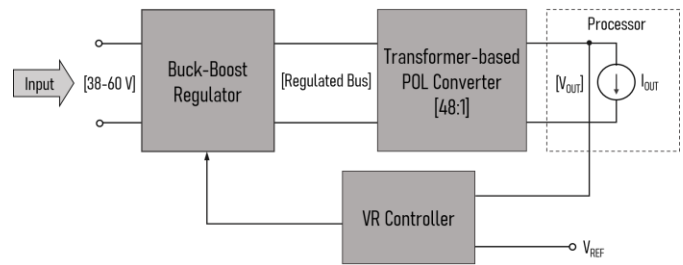 Processor
Input
[38-60 V]
Buck-Boost
Regulator
[Regulated Bus]
Transformer-based
POL Converter
[48:1]
[VOUT]
IOUT
VR Controller
VREF